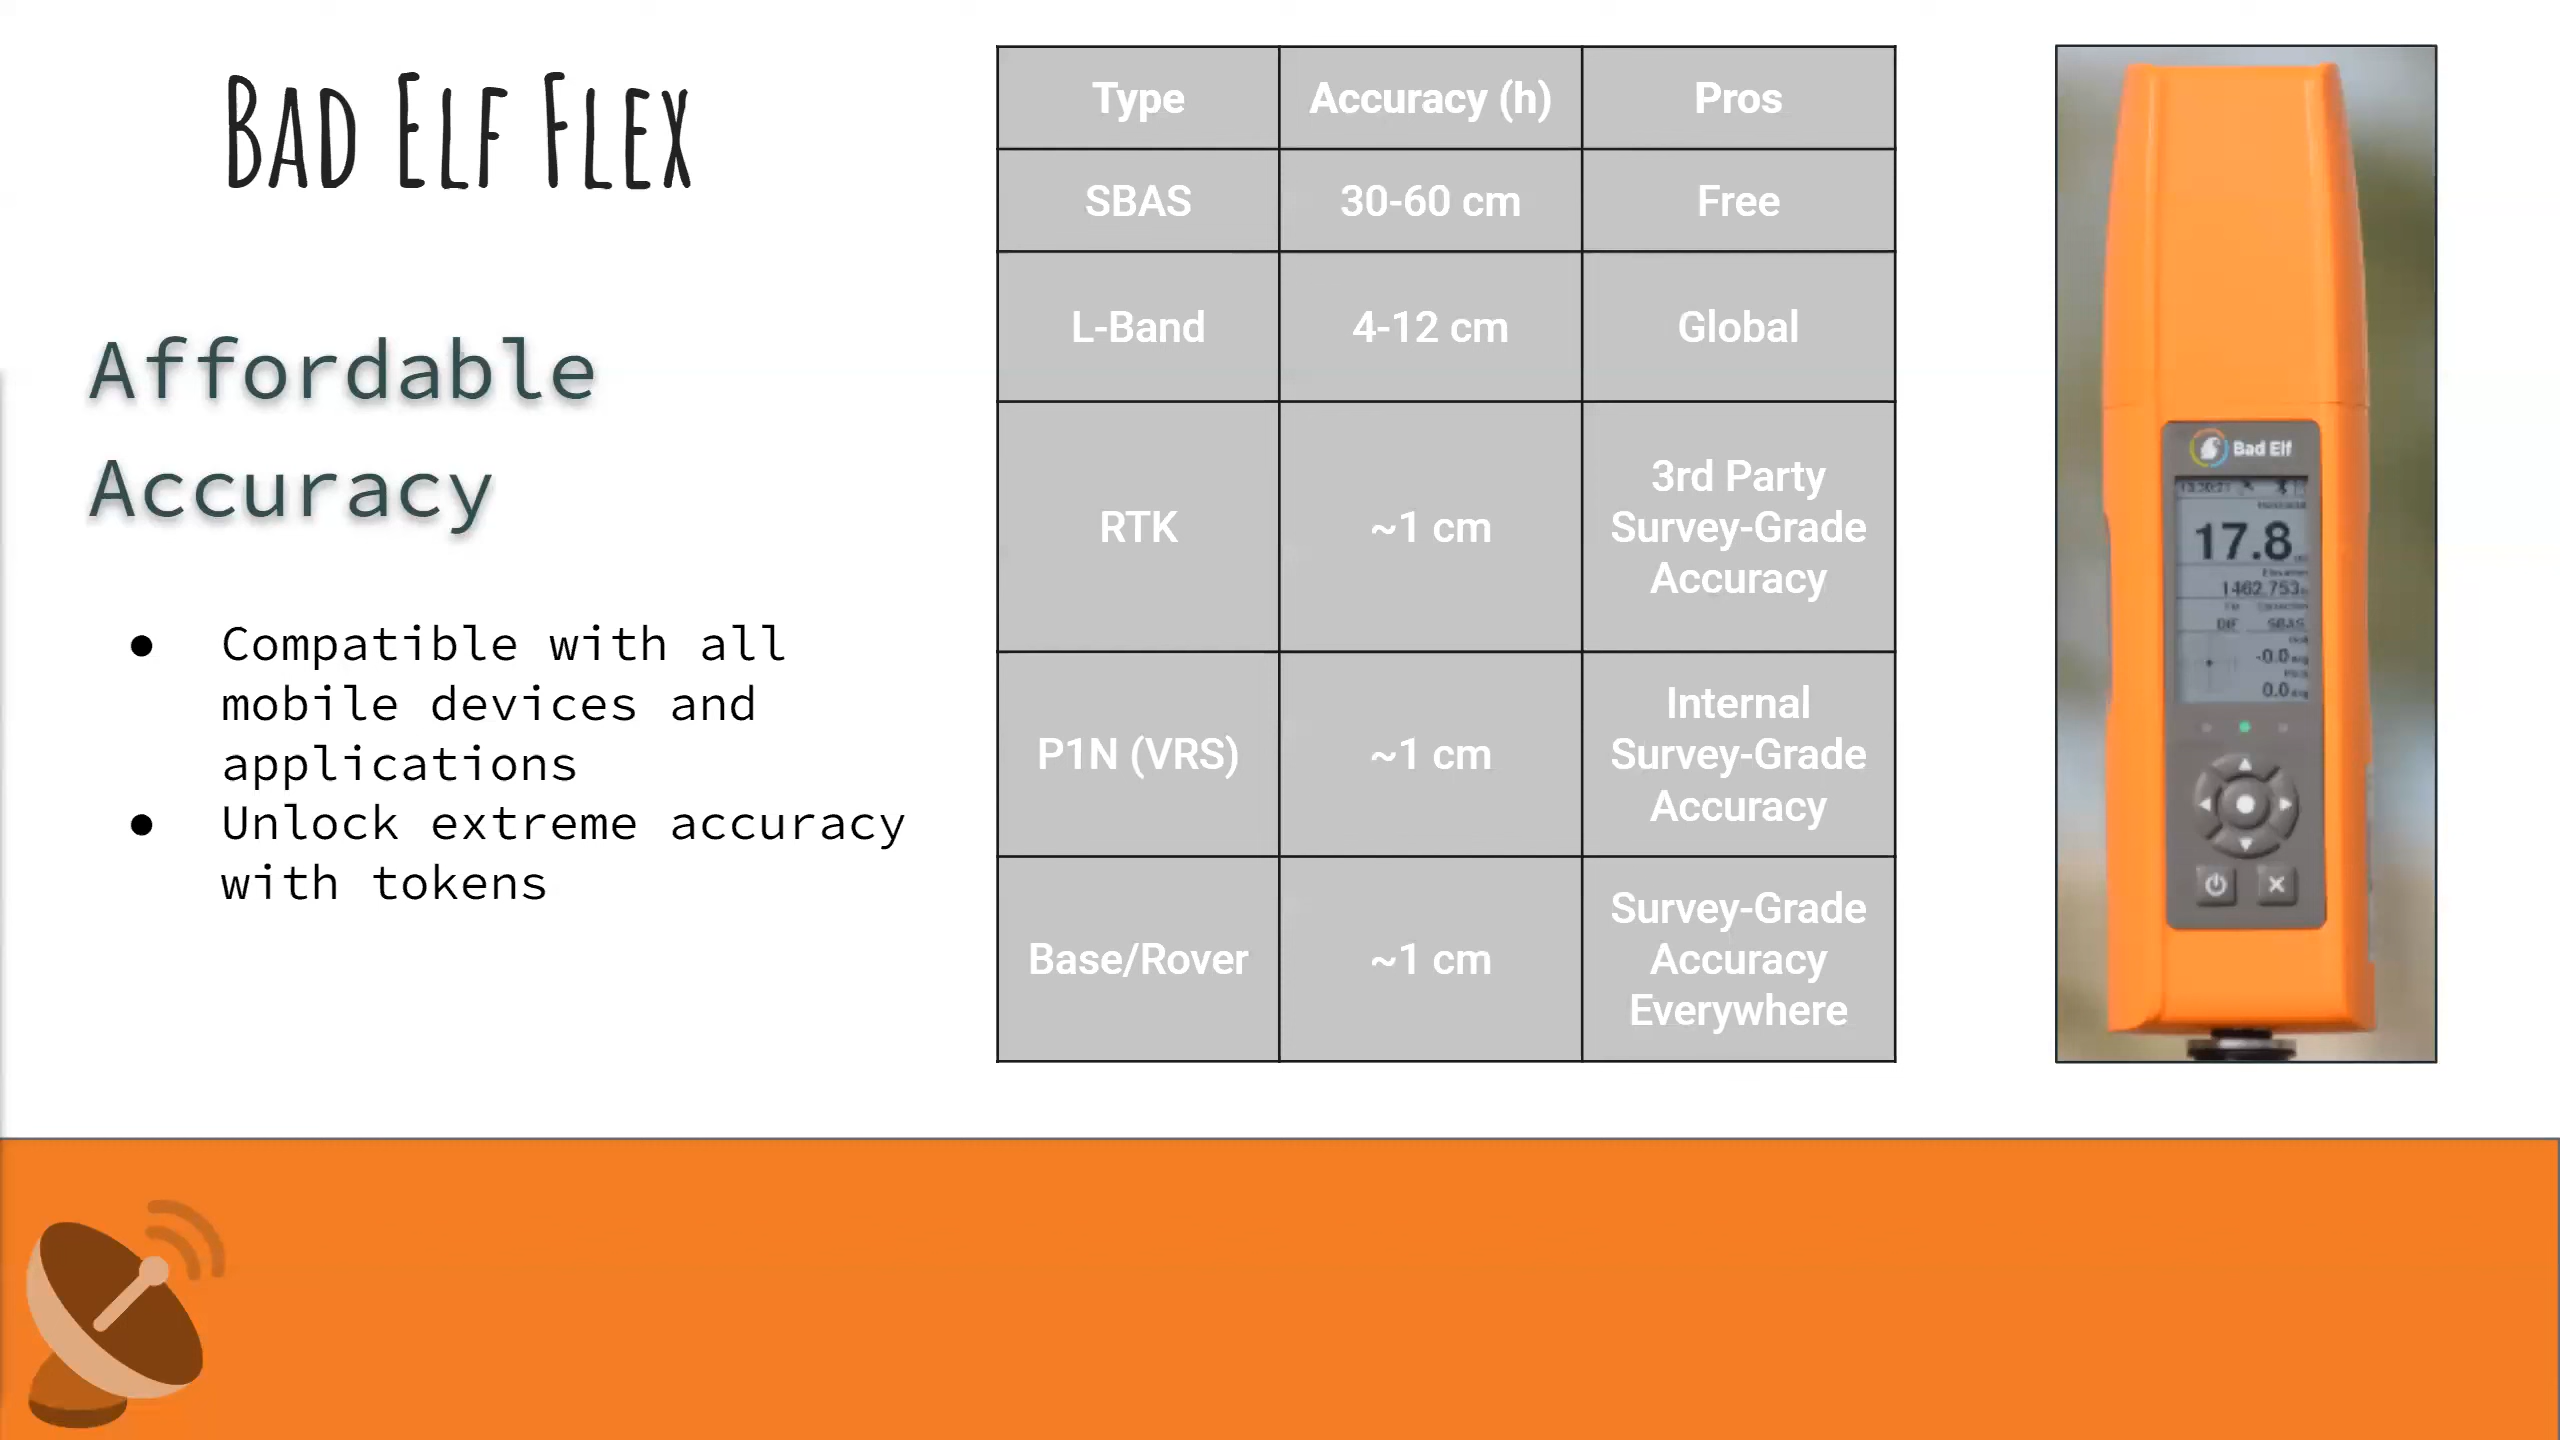 Bad Elf Flex
Affordable
Accuracy
● Compatible with all
mobile devices and
applications
● Unlock extreme accuracy
with tokens
Type Accuracy (h) Pros
SBAS 30-60 cm Free
L-Band 4-12 cm Global
RTK ~1 cm 3rd Party
Survey-Grade
Accuracy
P1N (VRS) ~1 cm Internal
Survey-Grade
Accuracy
Base/Rover ~1 cm Survey-Grade
Accuracy
Everywhere
Bad Elf
17.8
1462.753
DIF SBAS
-0.0
0.0